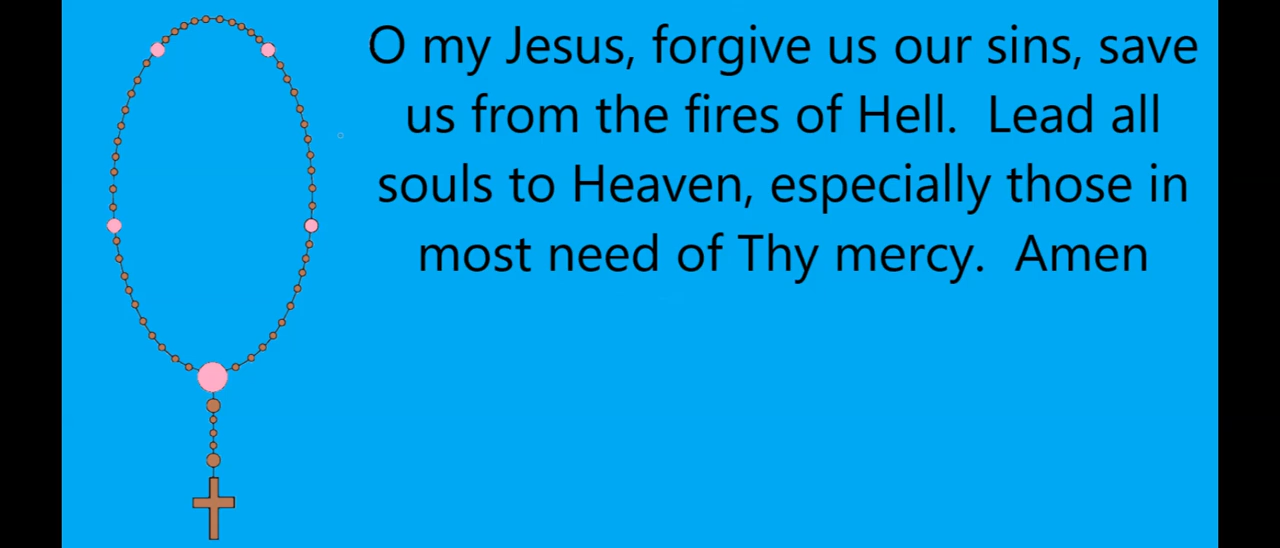 O my Jesus, forgive us our sins, save
us from the fires of Hell.  Lead all
souls to Heaven, especially those in
most need of Thy mercy.  Amen